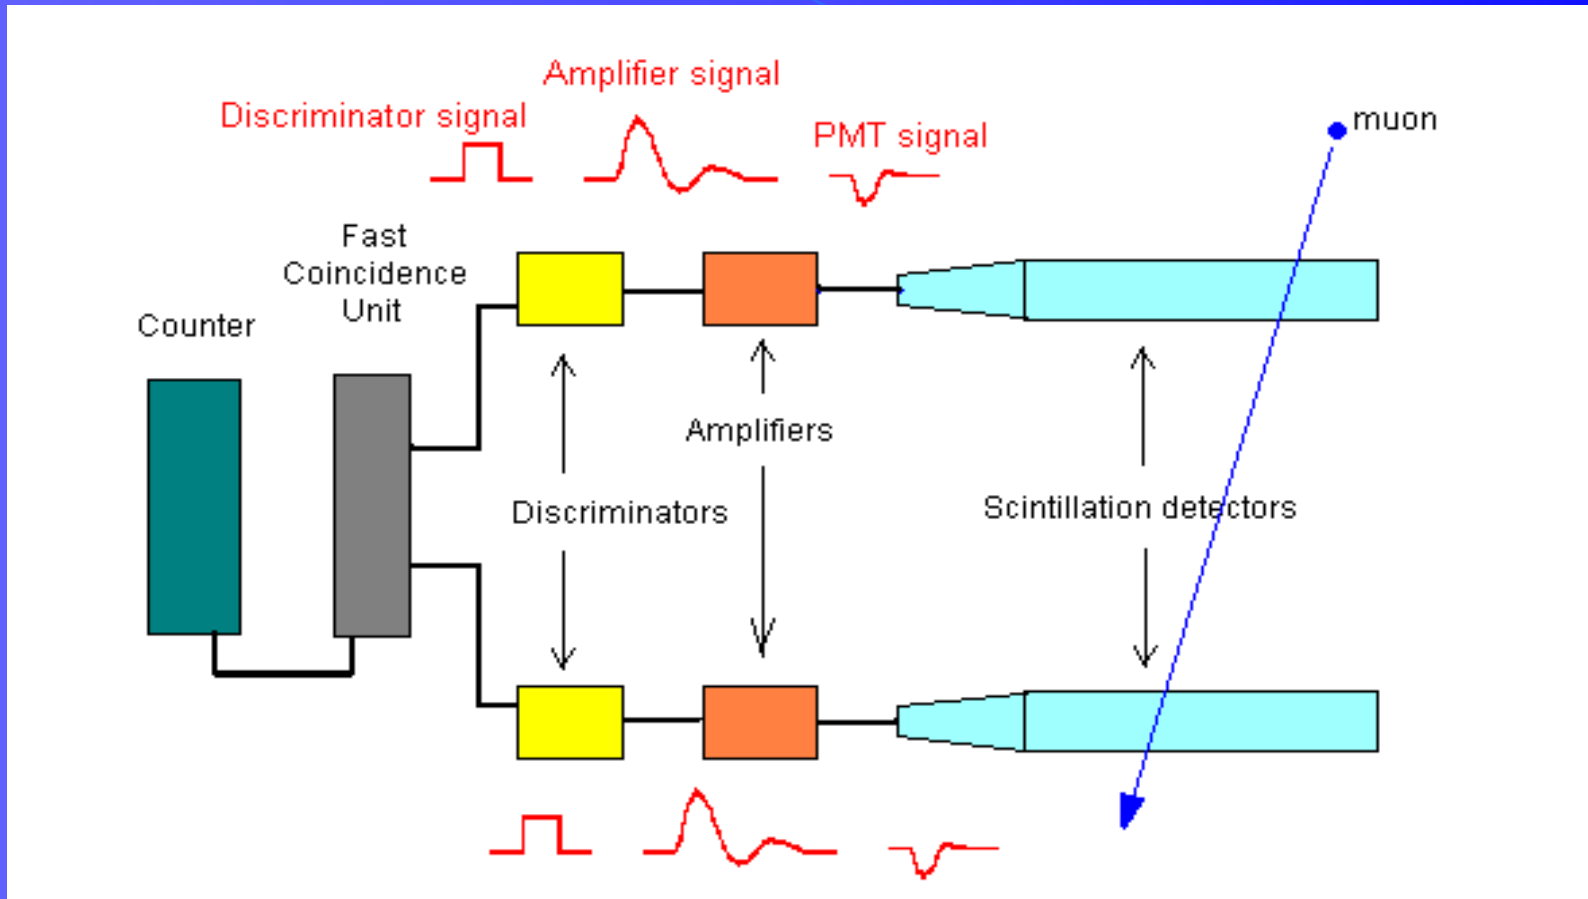 Amplifier signal
Discriminator signal
PMT signal
muon
Fast
Coincidence
Unit
Counter
Amplifiers
Discriminators
Scintillation detectors